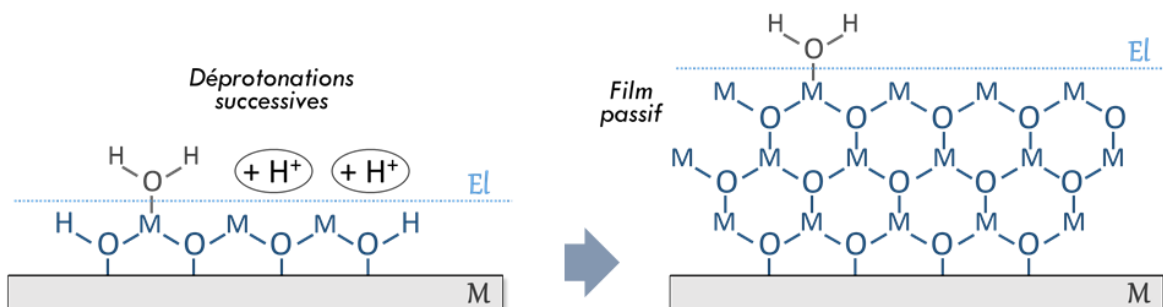 Déprotonations
successives
H H + H⁺ + H⁺
O El
H M M M H
O O O O
M
H H
O El
Film
passif
M M M M M
O O O O O
M M M M M M
O O O O O
M M M M M
O O O O
M